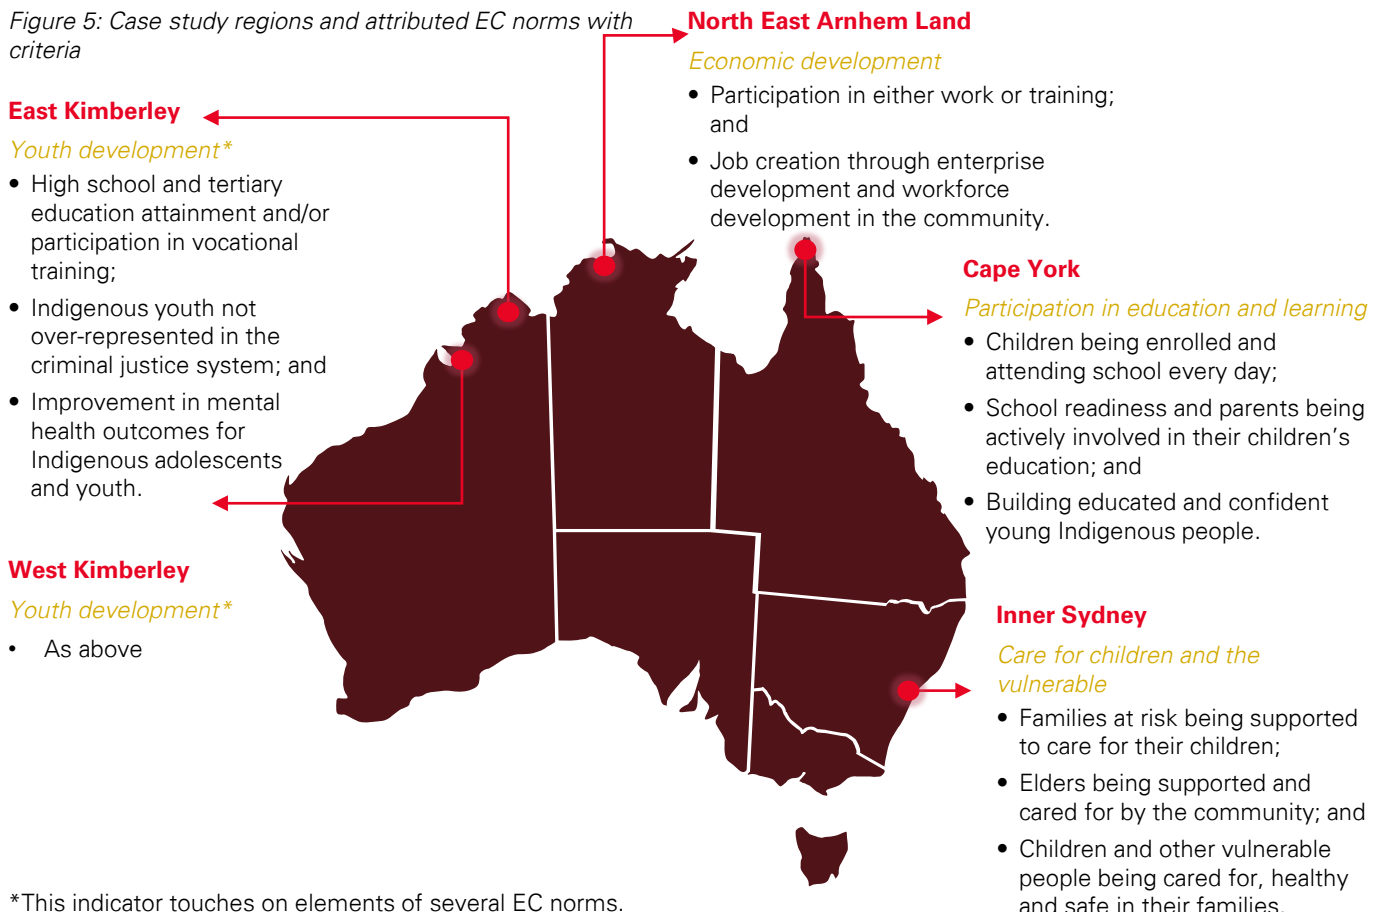 Figure 5: Case study regions and attributed EC norms with
criteria
East Kimberley
Youth development*
• High school and tertiary
education attainment and/or
participation in vocational
training;
• Indigenous youth not
over-represented in the
criminal justice system; and
• Improvement in mental
health outcomes for
Indigenous adolescents
and youth.
West Kimberley
Youth development*
• As above
North East Arnhem Land
Economic development
• Participation in either work or training;
and
• Job creation through enterprise
development and workforce
development in the community.
Cape York
Participation in education and learning
• Children being enrolled and
attending school every day;
• School readiness and parents being
actively involved in their children's
education; and
• Building educated and confident
young Indigenous people.
Inner Sydney
Care for children and the
vulnerable
• Families at risk being supported
to care for their children;
• Elders being supported and
cared for by the community; and
• Children and other vulnerable
people being cared for, healthy
and safe in their families.
*This indicator touches on elements of several EC norms.